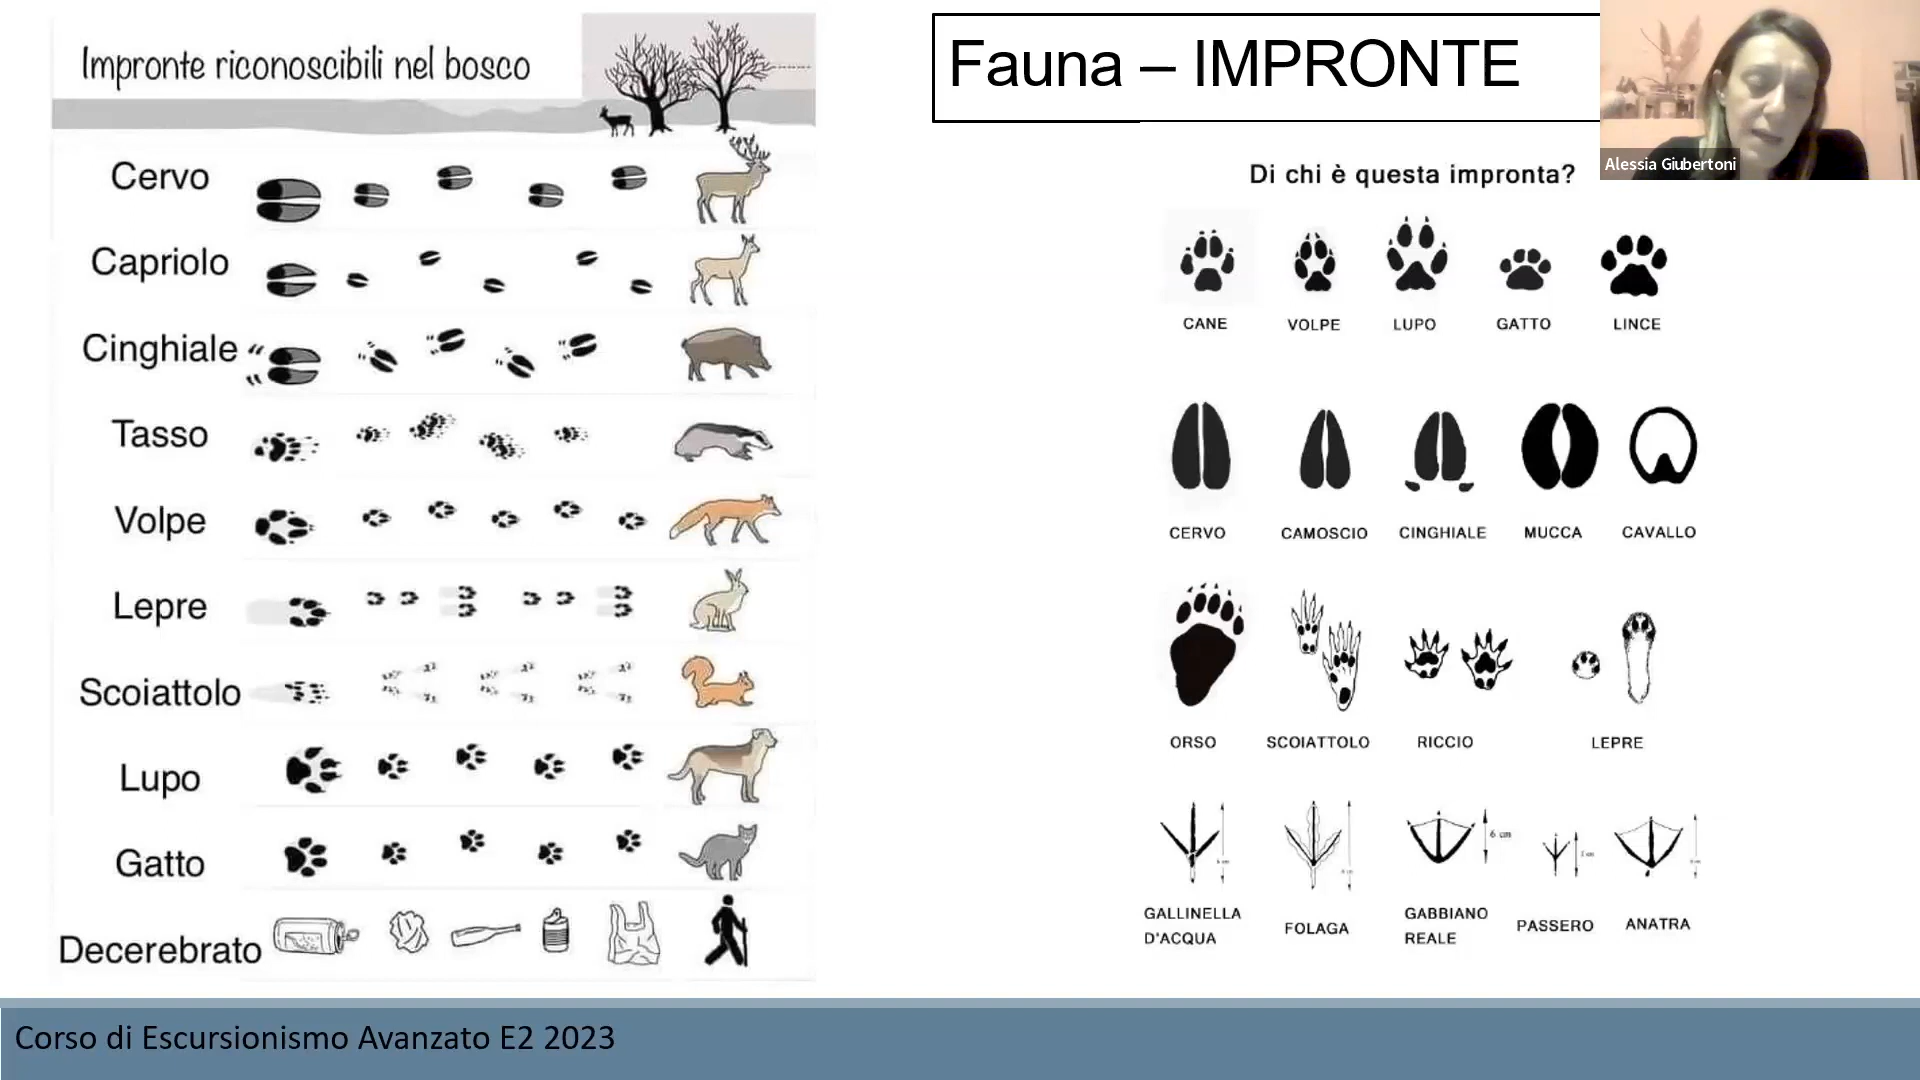 Impronte riconoscibili nel bosco
Cervo
Capriolo
Cinghiale
Tasso
Volpe
Lepre
Scoiattolo
Lupo
Gatto
Decerebrato
Fauna – IMPRONTE
Alessia Giubertoni
Di chi è questa impronta?
CANE VOLPE LUPO GATTO LINCE
CERVO CAMOSCIO CINGHIALE MUCCA CAVALLO
ORSO SCOIATTOLO RICCIO LEPRE
6 cm
GALLINELLA D'ACQUA
FOLAGA
GABBIANO REALE
PASSERO
ANATRA
Corso di Escursionismo Avanzato E2 2023